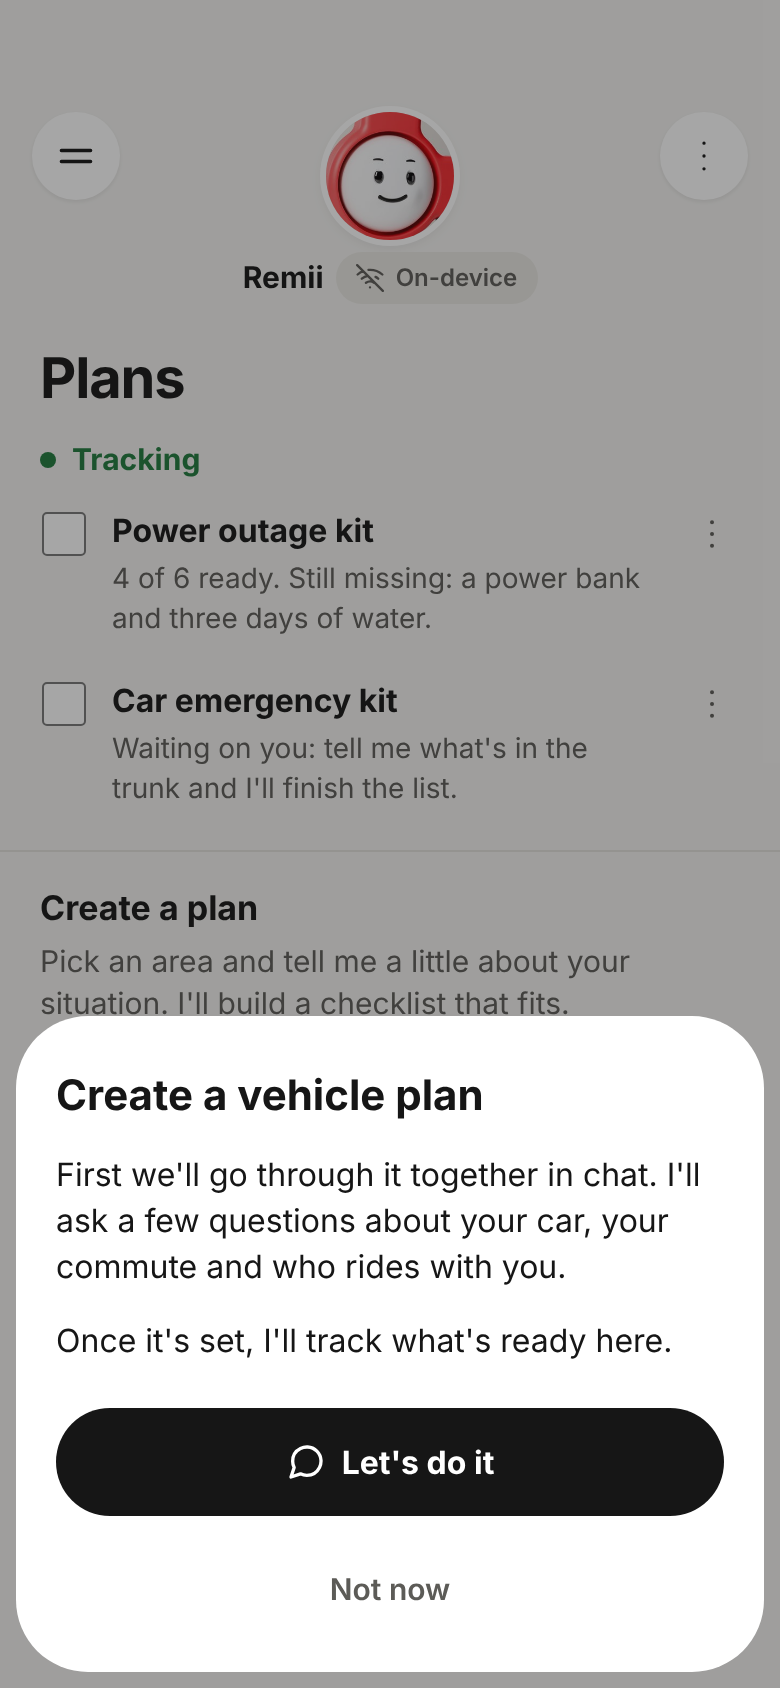 Remii
On-device
Plans
Tracking
Power outage kit
4 of 6 ready. Still missing: a power bank
and three days of water.
Car emergency kit
Waiting on you: tell me what's in the
trunk and I'll finish the list.
Create a plan
Pick an area and tell me a little about your
situation. I'll build a checklist that fits.
Create a vehicle plan
First we'll go through it together in chat. I'll
ask a few questions about your car, your
commute and who rides with you.
Once it's set, I'll track what's ready here.
Let's do it
Not now